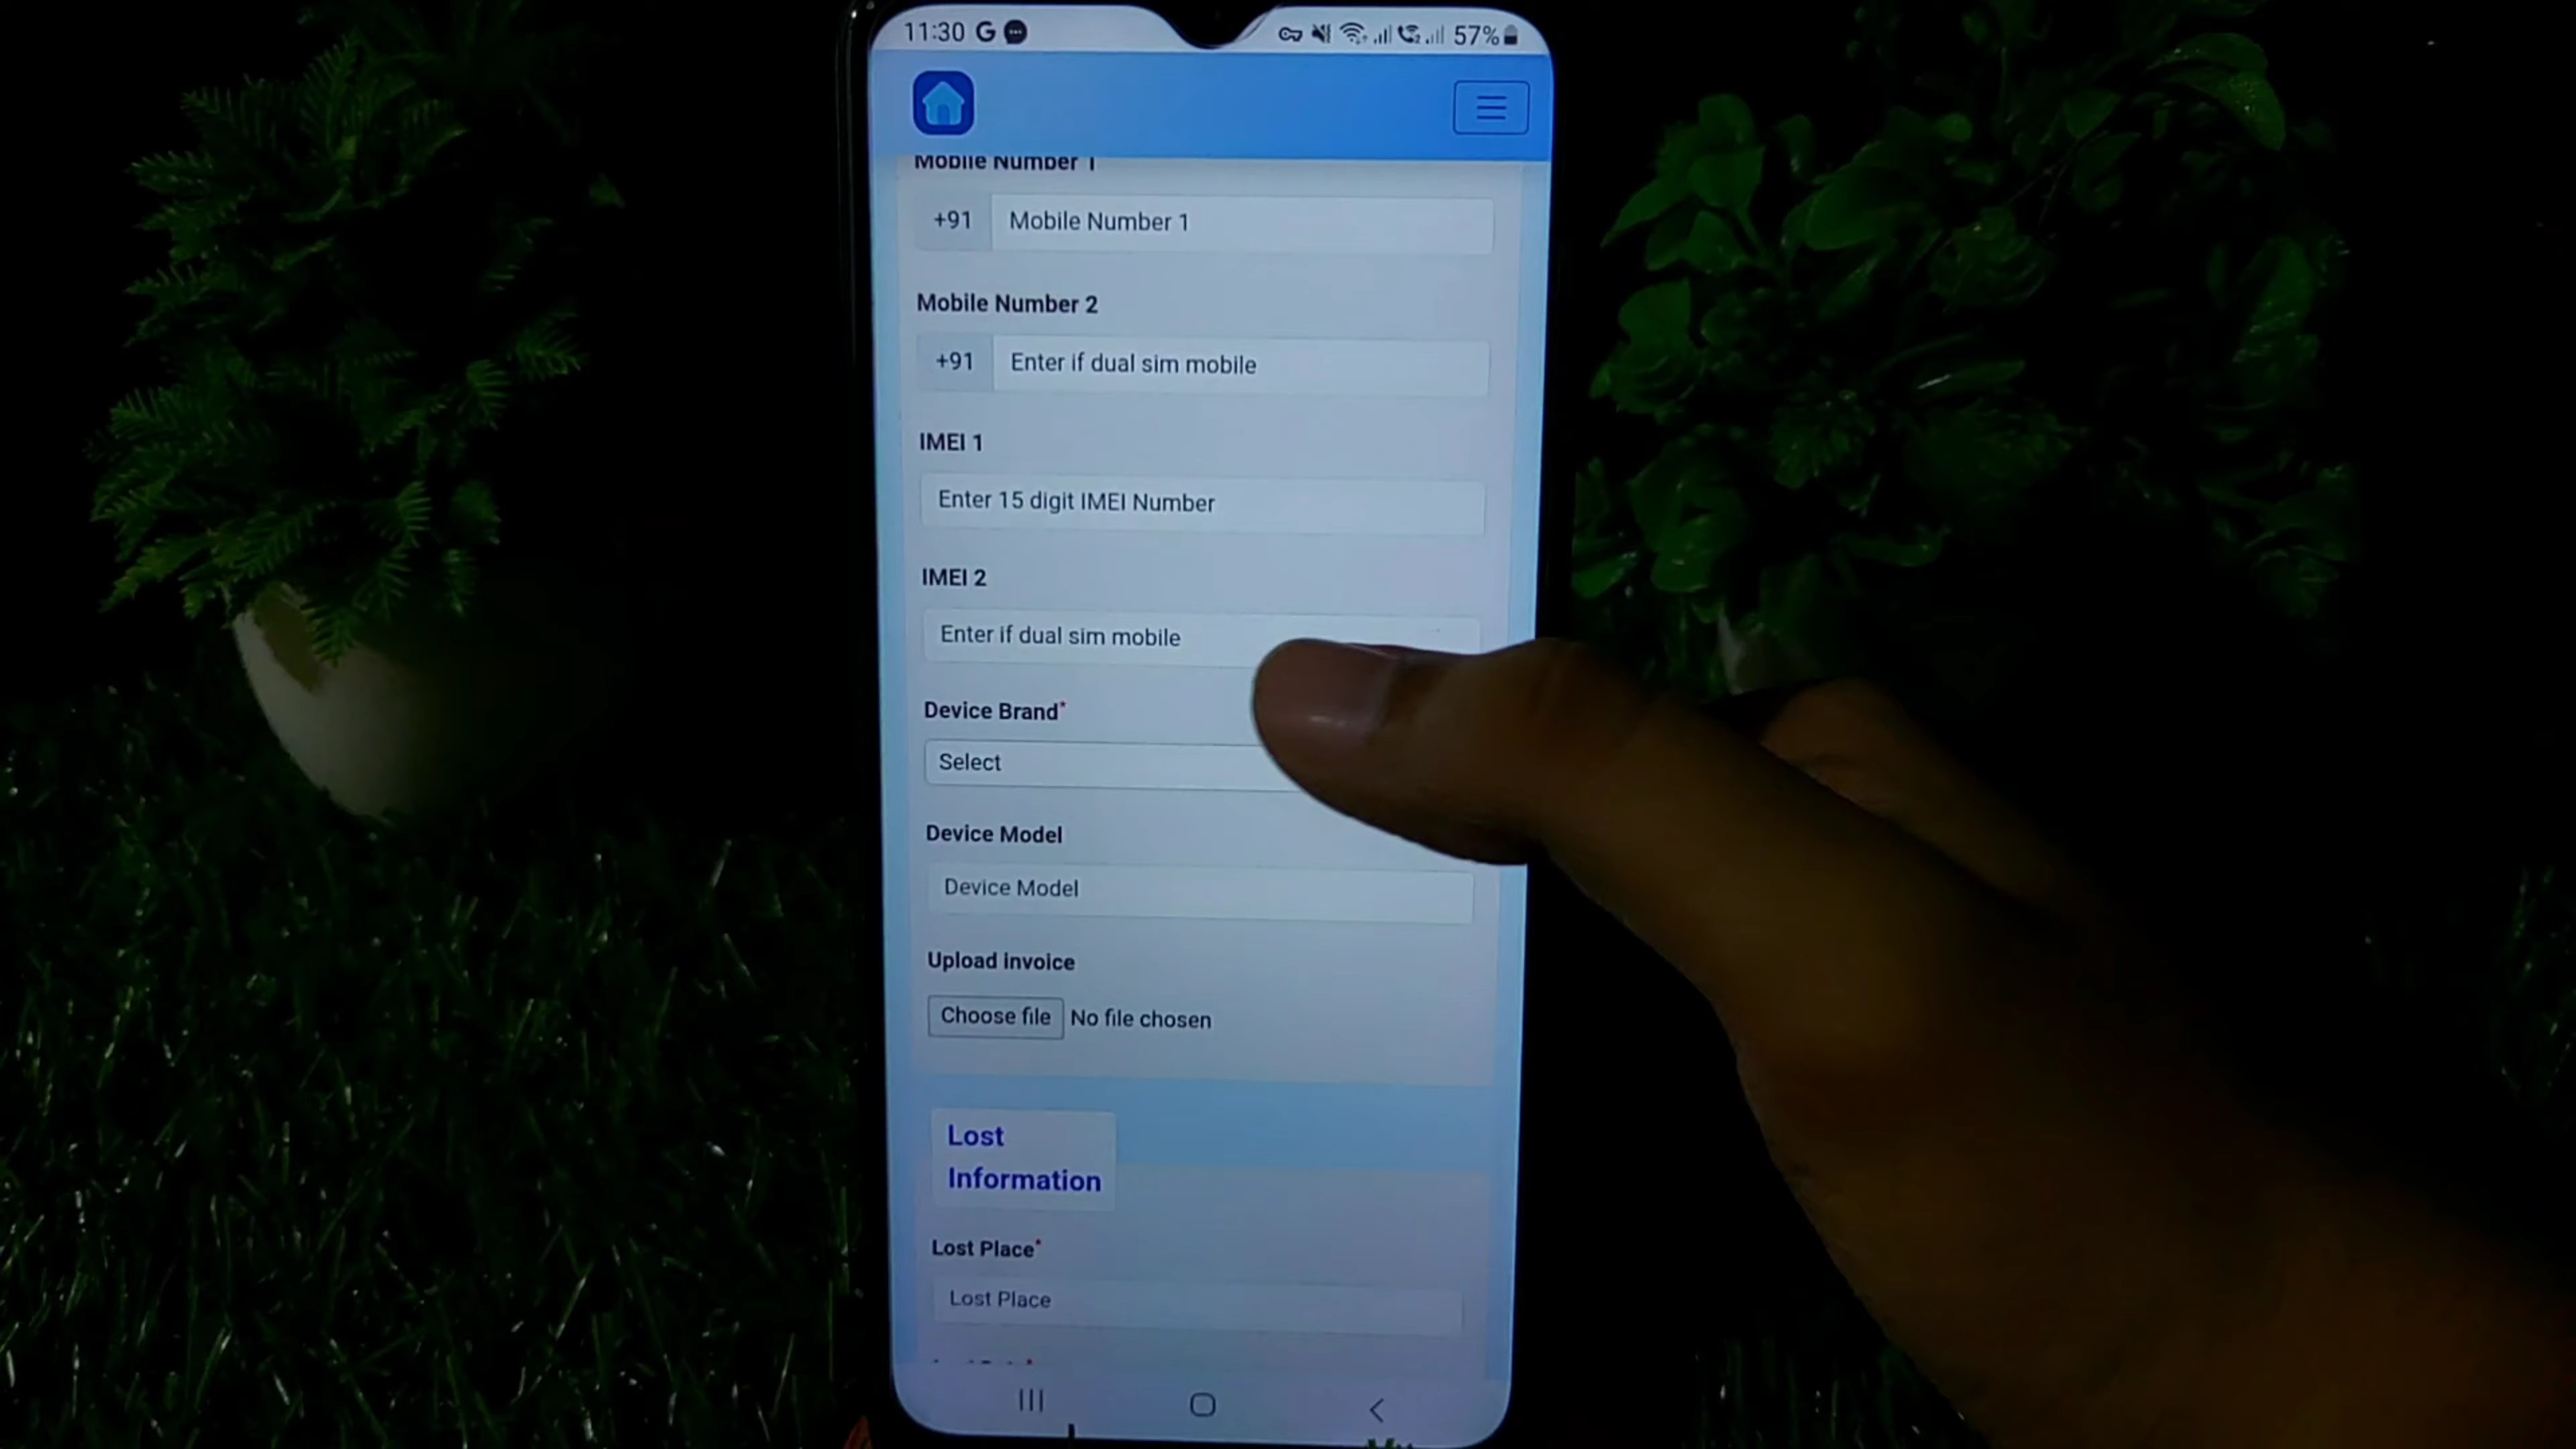 11:30 G
57%
Mobile Number 1
+91 Mobile Number 1
Mobile Number 2
+91 Enter if dual sim mobile
IMEI 1
Enter 15 digit IMEI Number
IMEI 2
Enter if dual sim mobile
Device Brand*
Select
Device Model
Device Model
Upload invoice
Choose file No file chosen
Lost
Information
Lost Place*
Lost Place